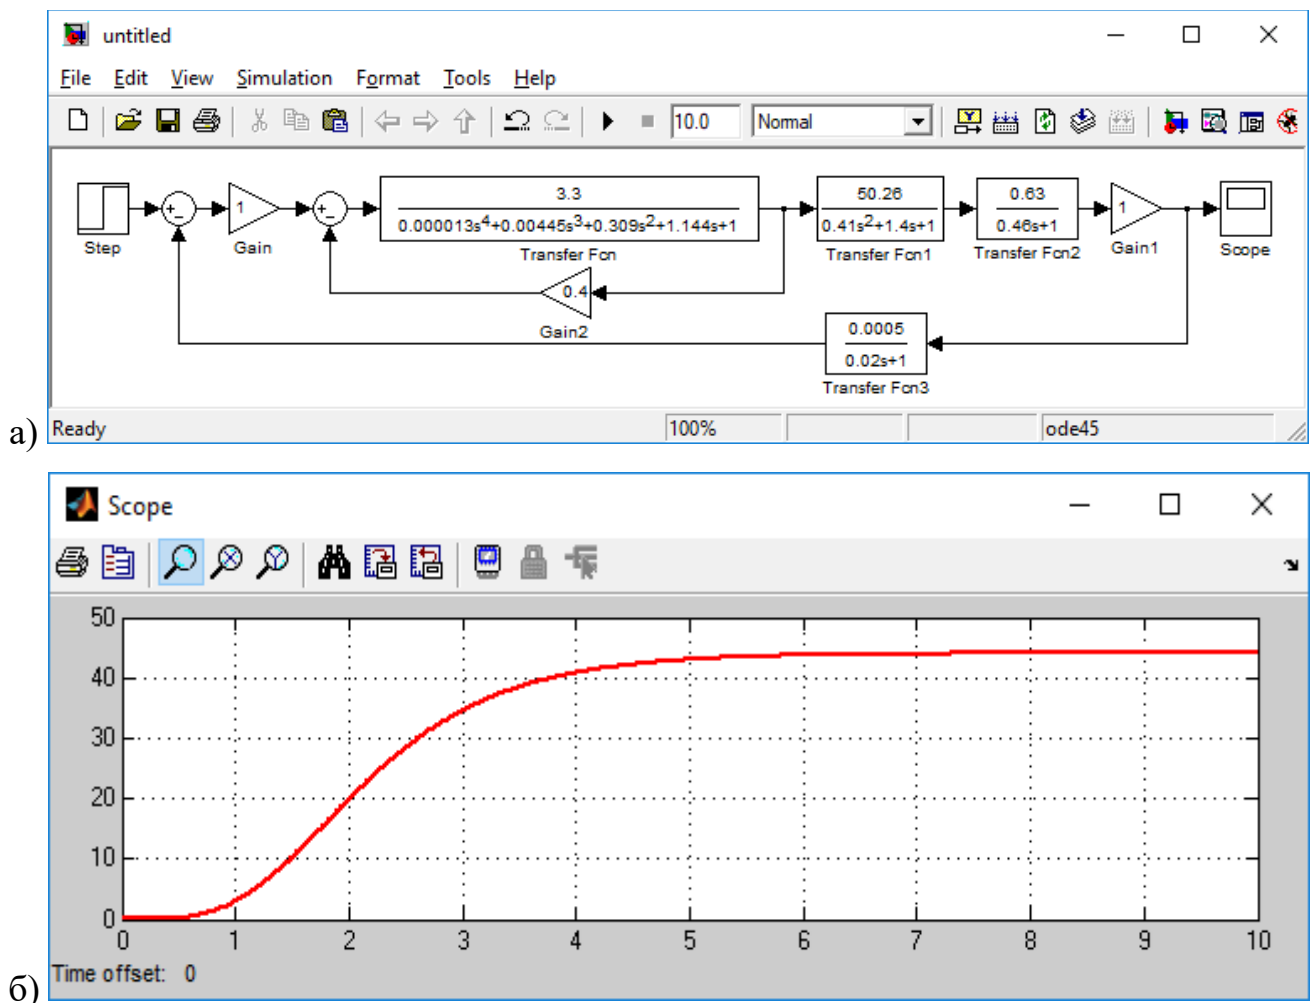 untitled
File Edit View Simulation Format Tools Help
10.0 Normal
3.3
0.000013s4+0.00445s3+0.309s2+1.144s+1
Transfer Fcn
50.26
0.41s2+1.4s+1
Transfer Fcn1
0.63
0.46s+1
Transfer Fcn2
Step
1
Gain
1
Gain1
Scope
0.4
Gain2
0.0005
0.02s+1
Transfer Fcn3
а) Ready 100% ode45
Scope
50
40
30
20
10
0
0 1 2 3 4 5 6 7 8 9 10
Time offset: 0
б)